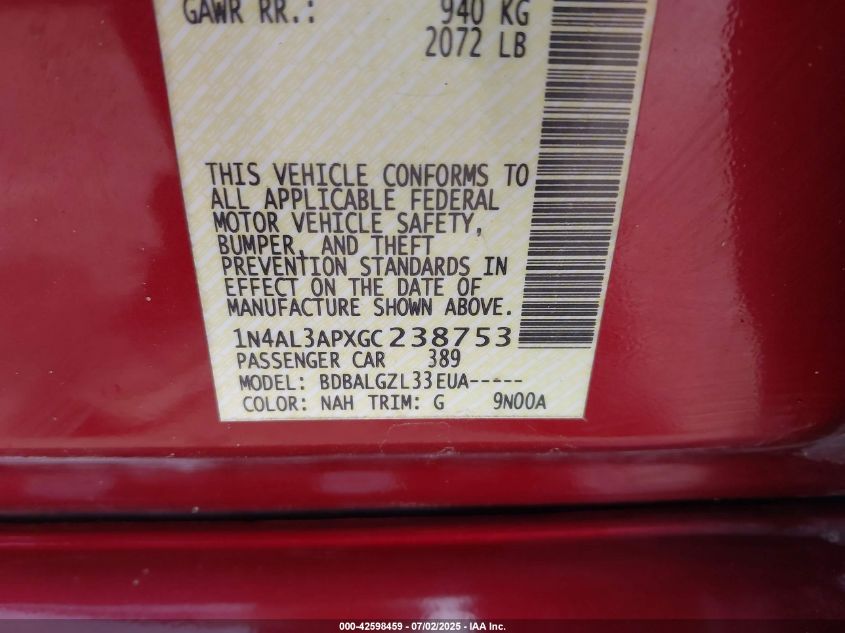 GAWR RR.: 940 KG
2072 LB
THIS VEHICLE CONFORMS TO
ALL APPLICABLE FEDERAL
MOTOR VEHICLE SAFETY,
BUMPER, AND THEFT
PREVENTION STANDARDS IN
EFFECT ON THE DATE OF
MANUFACTURE SHOWN ABOVE.
1N4AL3APXGC238753
PASSENGER CAR 389
MODEL: BDBALGZL33EUA-----
COLOR: NAH TRIM: G 9N00A
000-42598459 - 07/02/2025 - IAA Inc.